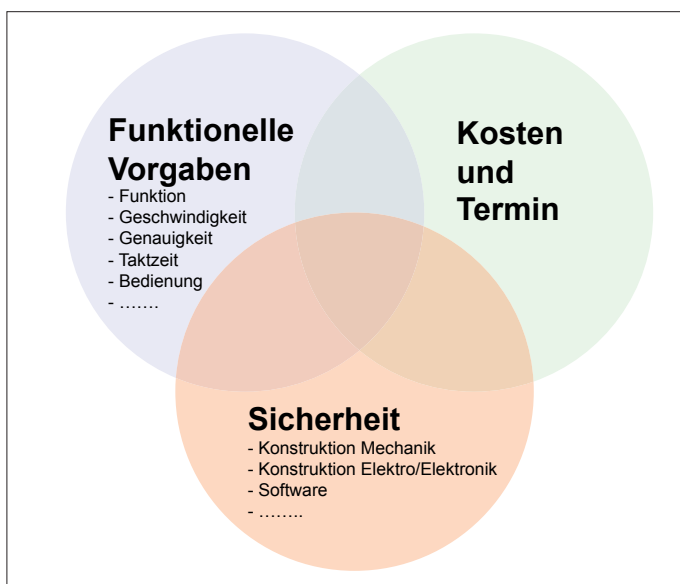 Funktionelle
Vorgaben
- Funktion
- Geschwindigkeit
- Genauigkeit
- Taktzeit
- Bedienung
- …....
Kosten
und
Termin
Sicherheit
- Konstruktion Mechanik
- Konstruktion Elektro/Elektronik
- Software
- ….....